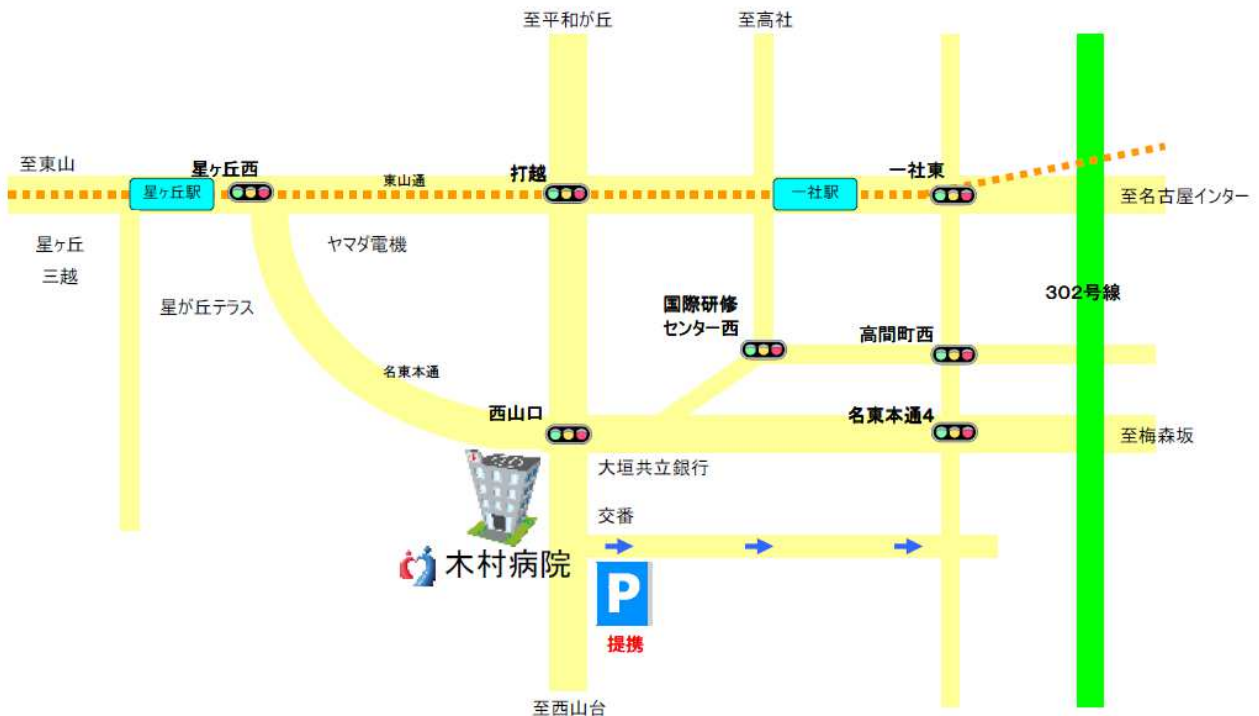 至平和が丘
至高社
至東山
星ヶ丘西
東山通
打越
一社東
星ヶ丘駅
一社駅
至名古屋インター
星ヶ丘
三越
ヤマダ電機
星が丘テラス
国際研修
センター西
302号線
高間町西
名東本通
西山口
名東本通4
至梅森坂
大垣共立銀行
交番
木村病院
P
提携
至西山台